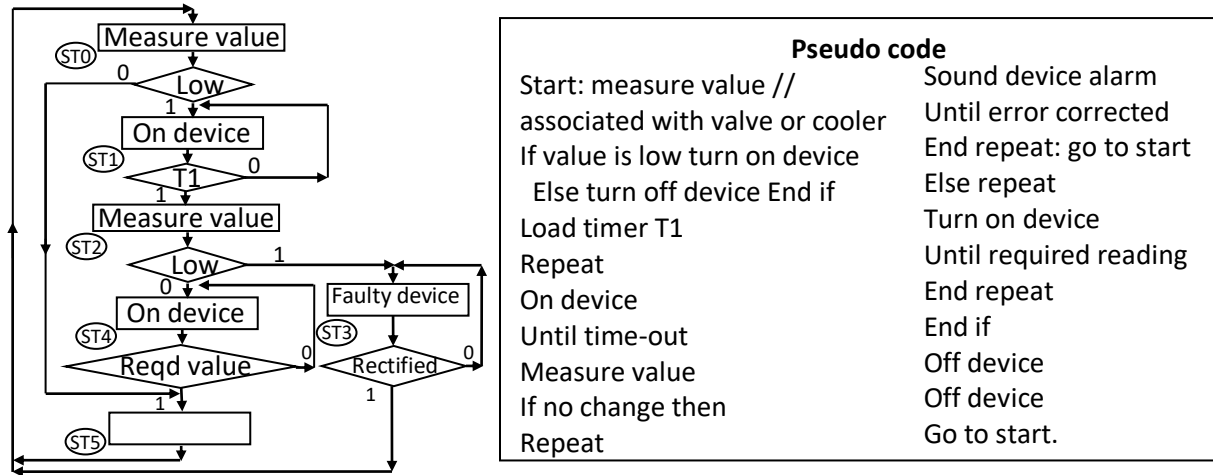 Measure value
ST0
0
Low
1
On device
ST1
0
T1
1
Measure value
ST2
Low
1
0
Faulty device
On device
ST3
ST4
0
Reqd value
Rectified
0
1
1
ST5
Pseudo code
Start: measure value //
associated with valve or cooler
If value is low turn on device
Else turn off device End if
Load timer T1
Repeat
On device
Until time-out
Measure value
If no change then
Repeat
Sound device alarm
Until error corrected
End repeat: go to start
Else repeat
Turn on device
Until required reading
End repeat
End if
Off device
Off device
Go to start.